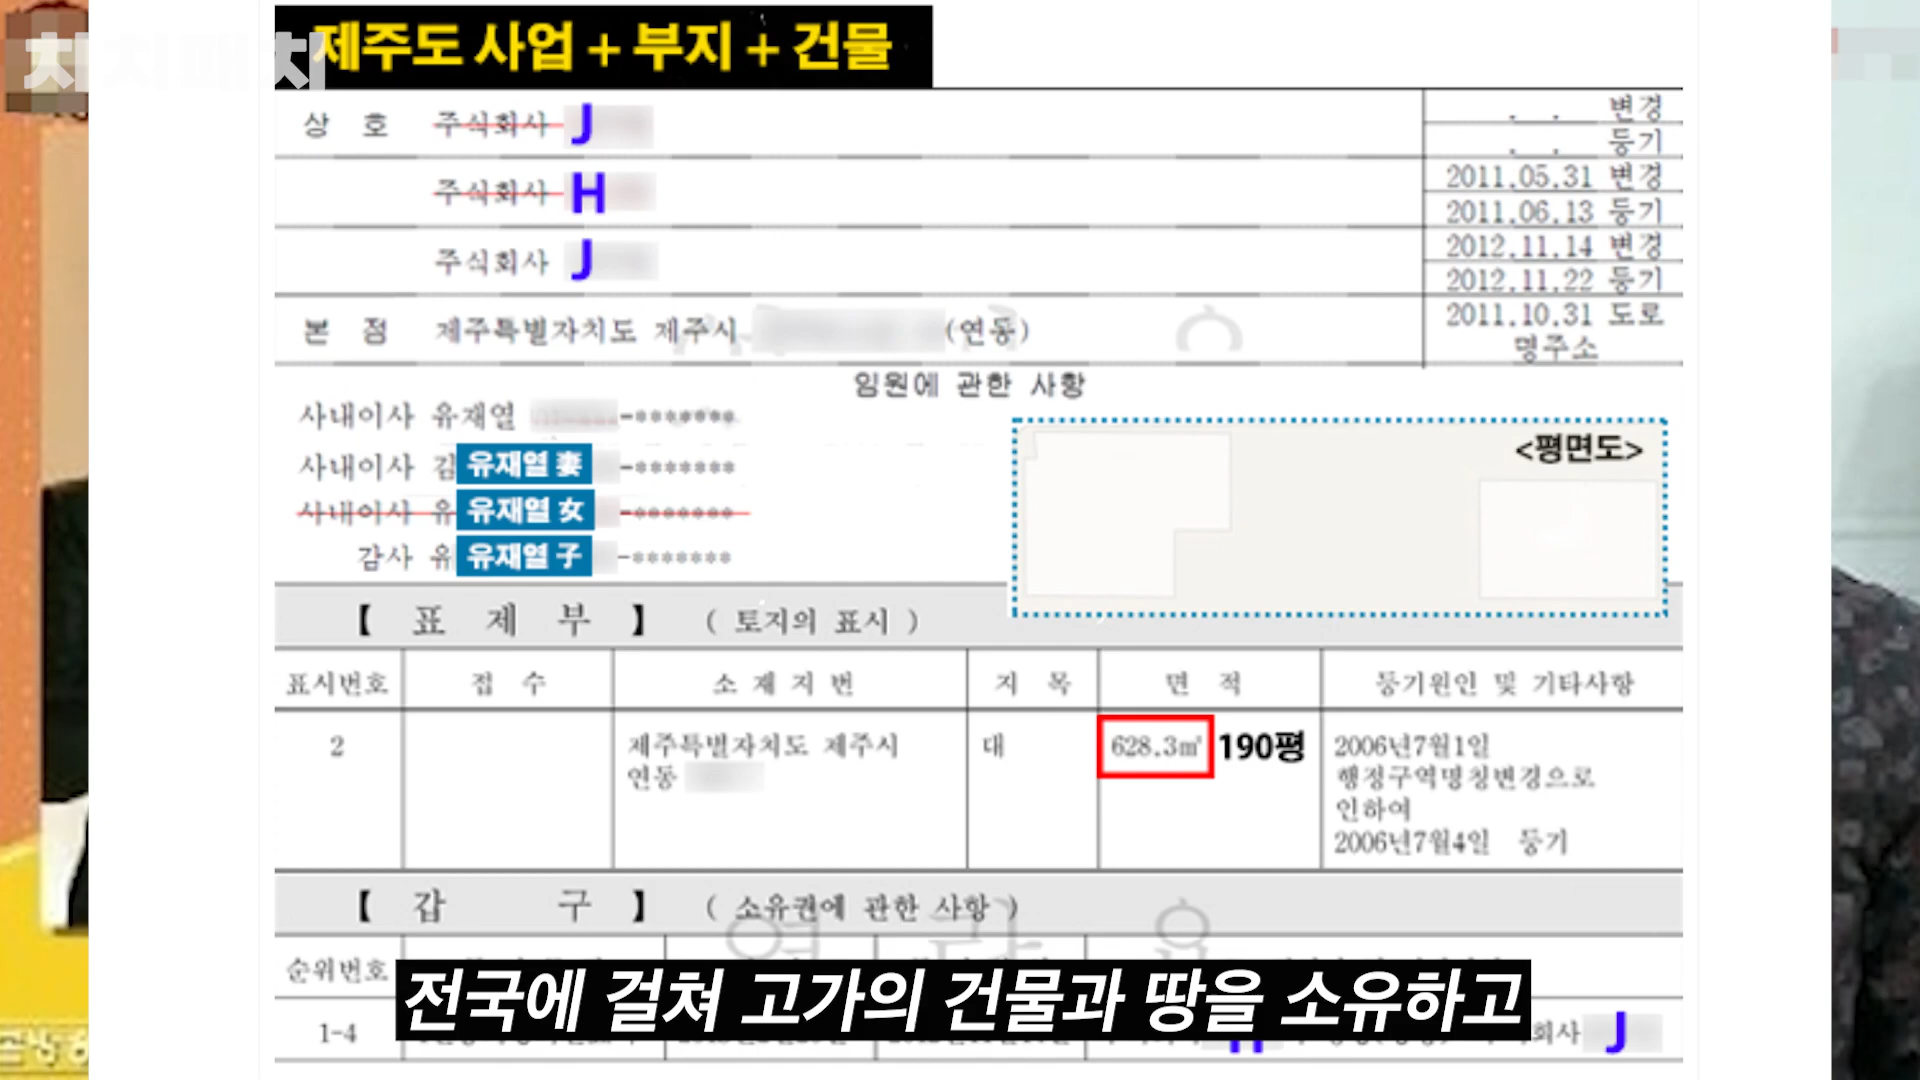 치치패치
제주도 사업 + 부지 + 건물
상 호 주식회사 J
. . 변경
. . 등기
주식회사 H
2011.05.31 변경
2011.06.13 등기
주식회사 J
2012.11.14 변경
2012.11.22 등기
본 점 제주특별자치도 제주시 (연동)
2011.10.31 도로
명주소
임원에 관한 사항
사내이사 유재열 -*******
사내이사 김 유재열 妻 -*******
사내이사 유 유재열 女 -*******
감사 유 유재열 子 -*******
<평면도>
【 표 제 부 】 ( 토지의 표시 )
표시번호 접 수 소 재 지 번 지 목 면 적 등기원인 및 기타사항
2 제주특별자치도 제주시 대 628.3㎡ 190평 2006년7월1일
연동
행정구역명칭변경으로
인하여
2006년7월4일 등기
【 갑 구 】 ( 소유권에 관한 사항 )
열 람 용
순위번호
전국에 걸쳐 고가의 건물과 땅을 소유하고
1-4 회사 J